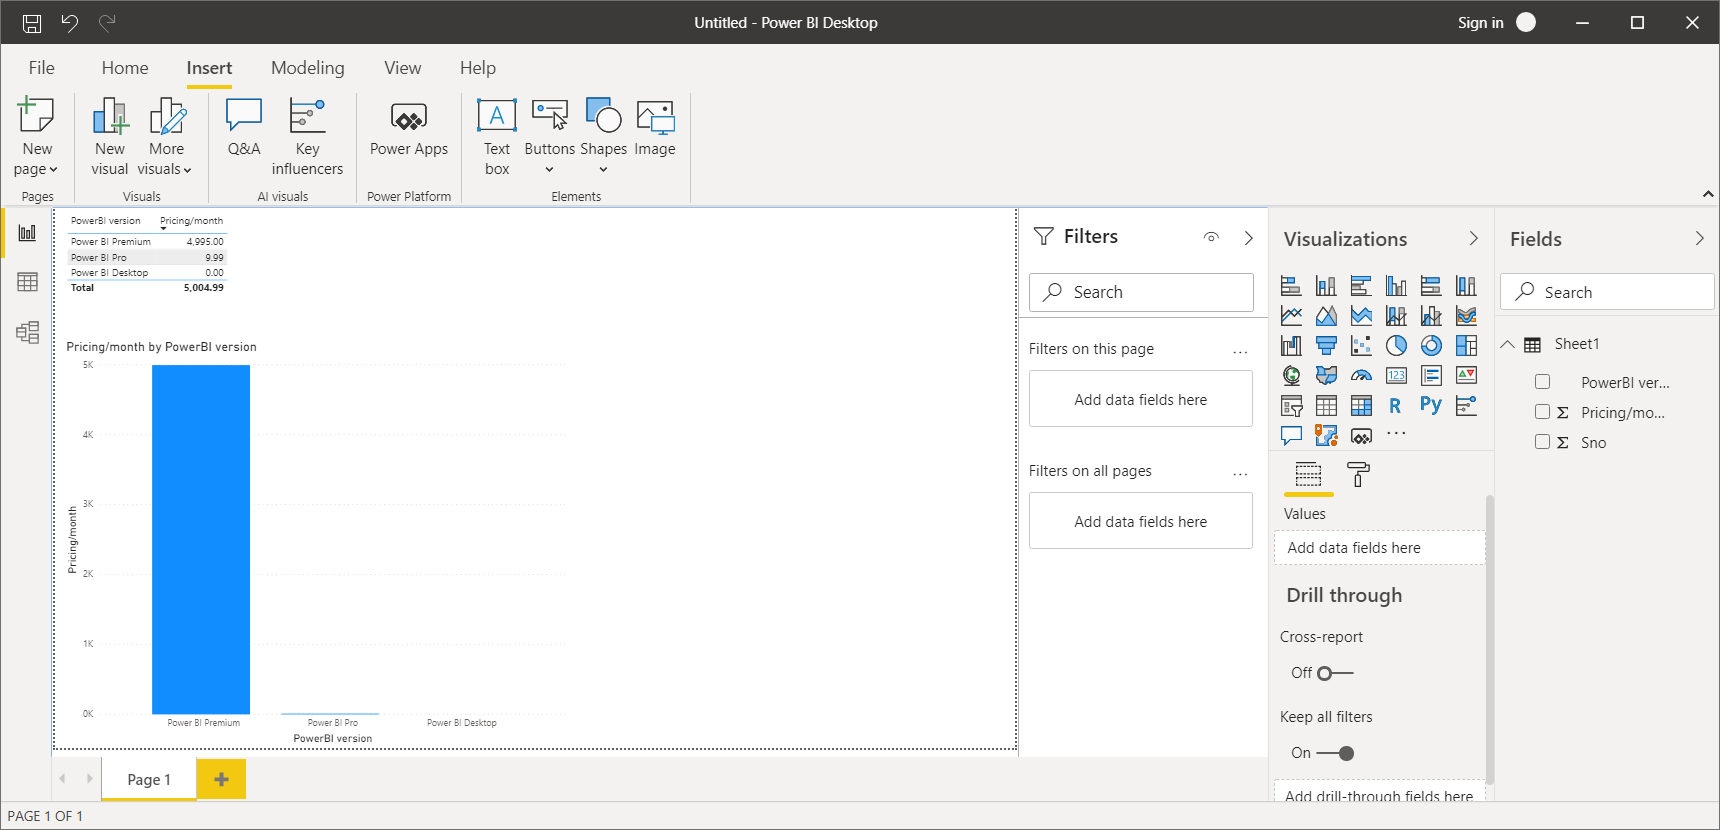 Untitled - Power BI Desktop
Sign in
File Home Insert Modeling View Help
New page
New visual
More visuals
Q&A
Key influencers
Power Apps
Text box
Buttons
Shapes
Image
Pages
Visuals
AI visuals
Power Platform
Elements
PowerBI version Pricing/month
Power BI Premium 4,995.00
Power BI Pro 9.99
Power BI Desktop 0.00
Total 5,004.99
Pricing/month by PowerBI version
5K
4K
3K
2K
1K
0K
Pricing/month
Power BI Premium Power BI Pro Power BI Desktop
PowerBI version
Filters
Search
Filters on this page ...
Add data fields here
Filters on all pages ...
Add data fields here
Visualizations
123
R
Py
...
Values
Add data fields here
Drill through
Cross-report
Off
Keep all filters
On
Add drill-through fields here
Fields
Search
Sheet1
PowerBI ver...
Σ Pricing/mo...
Σ Sno
Page 1 +
PAGE 1 OF 1